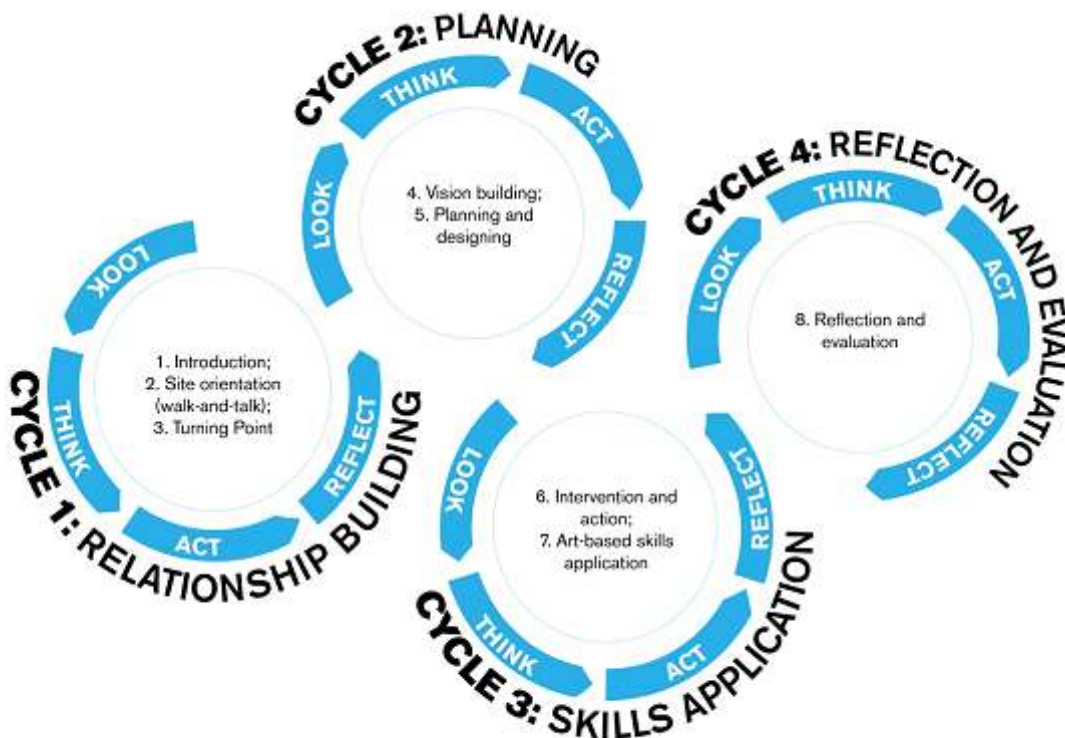 CYCLE 1: RELATIONSHIP BUILDING
LOOK
THINK
ACT
REFLECT
1. Introduction;
2. Site orientation
(walk-and-talk);
3. Turning Point
CYCLE 2: PLANNING
LOOK
THINK
ACT
REFLECT
4. Vision building;
5. Planning and
designing
CYCLE 3: SKILLS APPLICATION
LOOK
THINK
ACT
REFLECT
6. Intervention and
action;
7. Art-based skills
application
CYCLE 4: REFLECTION AND EVALUATION
LOOK
THINK
ACT
REFLECT
8. Reflection and
evaluation